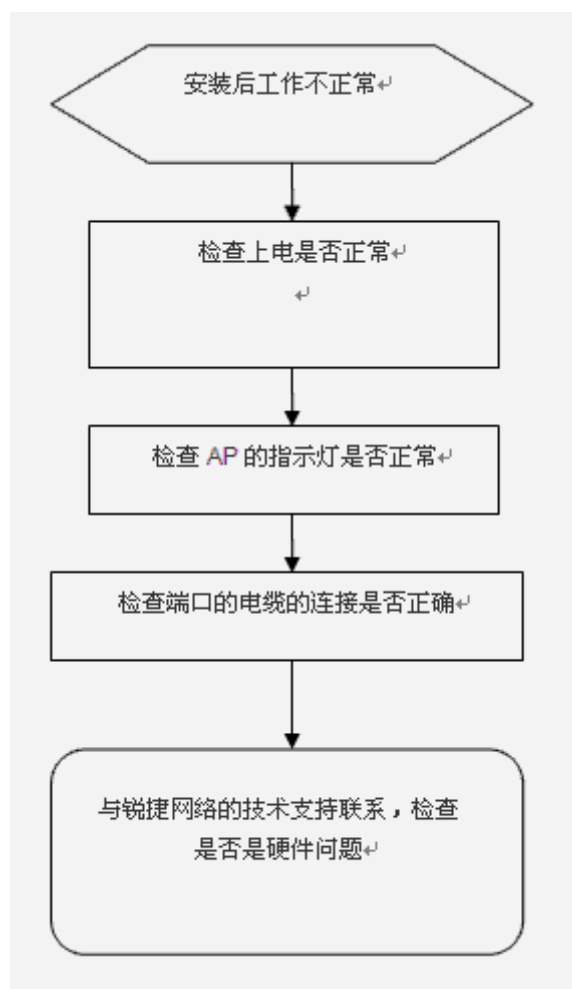 安装后工作不正常↵
检查上电是否正常↵
↵
检查 AP 的指示灯是否正常↵
检查端口的电缆的连接是否正确↵
与锐捷网络的技术支持联系，检查
是否是硬件问题↵